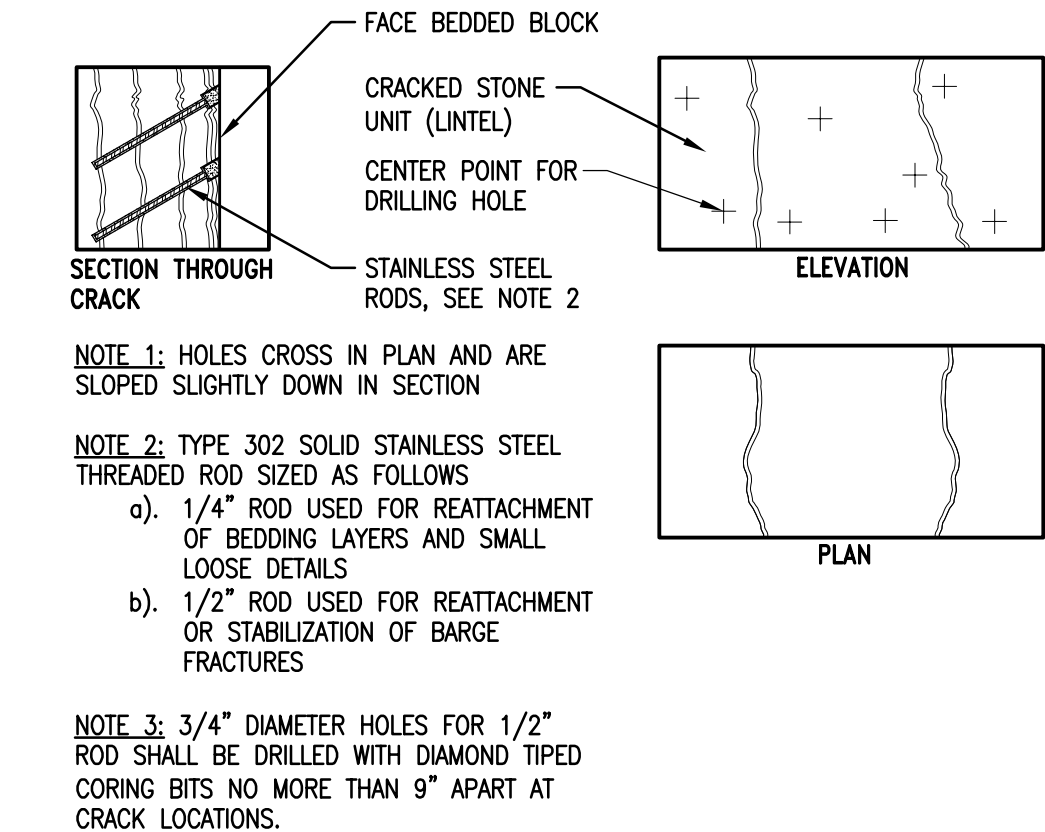 FACE BEDDED BLOCK
CRACKED STONE
UNIT (LINTEL)
CENTER POINT FOR
DRILLING HOLE
STAINLESS STEEL
RODS, SEE NOTE 2
SECTION THROUGH
CRACK
ELEVATION
PLAN
NOTE 1: HOLES CROSS IN PLAN AND ARE
SLOPED SLIGHTLY DOWN IN SECTION
NOTE 2: TYPE 302 SOLID STAINLESS STEEL
THREADED ROD SIZED AS FOLLOWS
a). 1/4" ROD USED FOR REATTACHMENT
OF BEDDING LAYERS AND SMALL
LOOSE DETAILS
b). 1/2" ROD USED FOR REATTACHMENT
OR STABILIZATION OF BARGE
FRACTURES
NOTE 3: 3/4" DIAMETER HOLES FOR 1/2"
ROD SHALL BE DRILLED WITH DIAMOND TIPED
CORING BITS NO MORE THAN 9" APART AT
CRACK LOCATIONS.